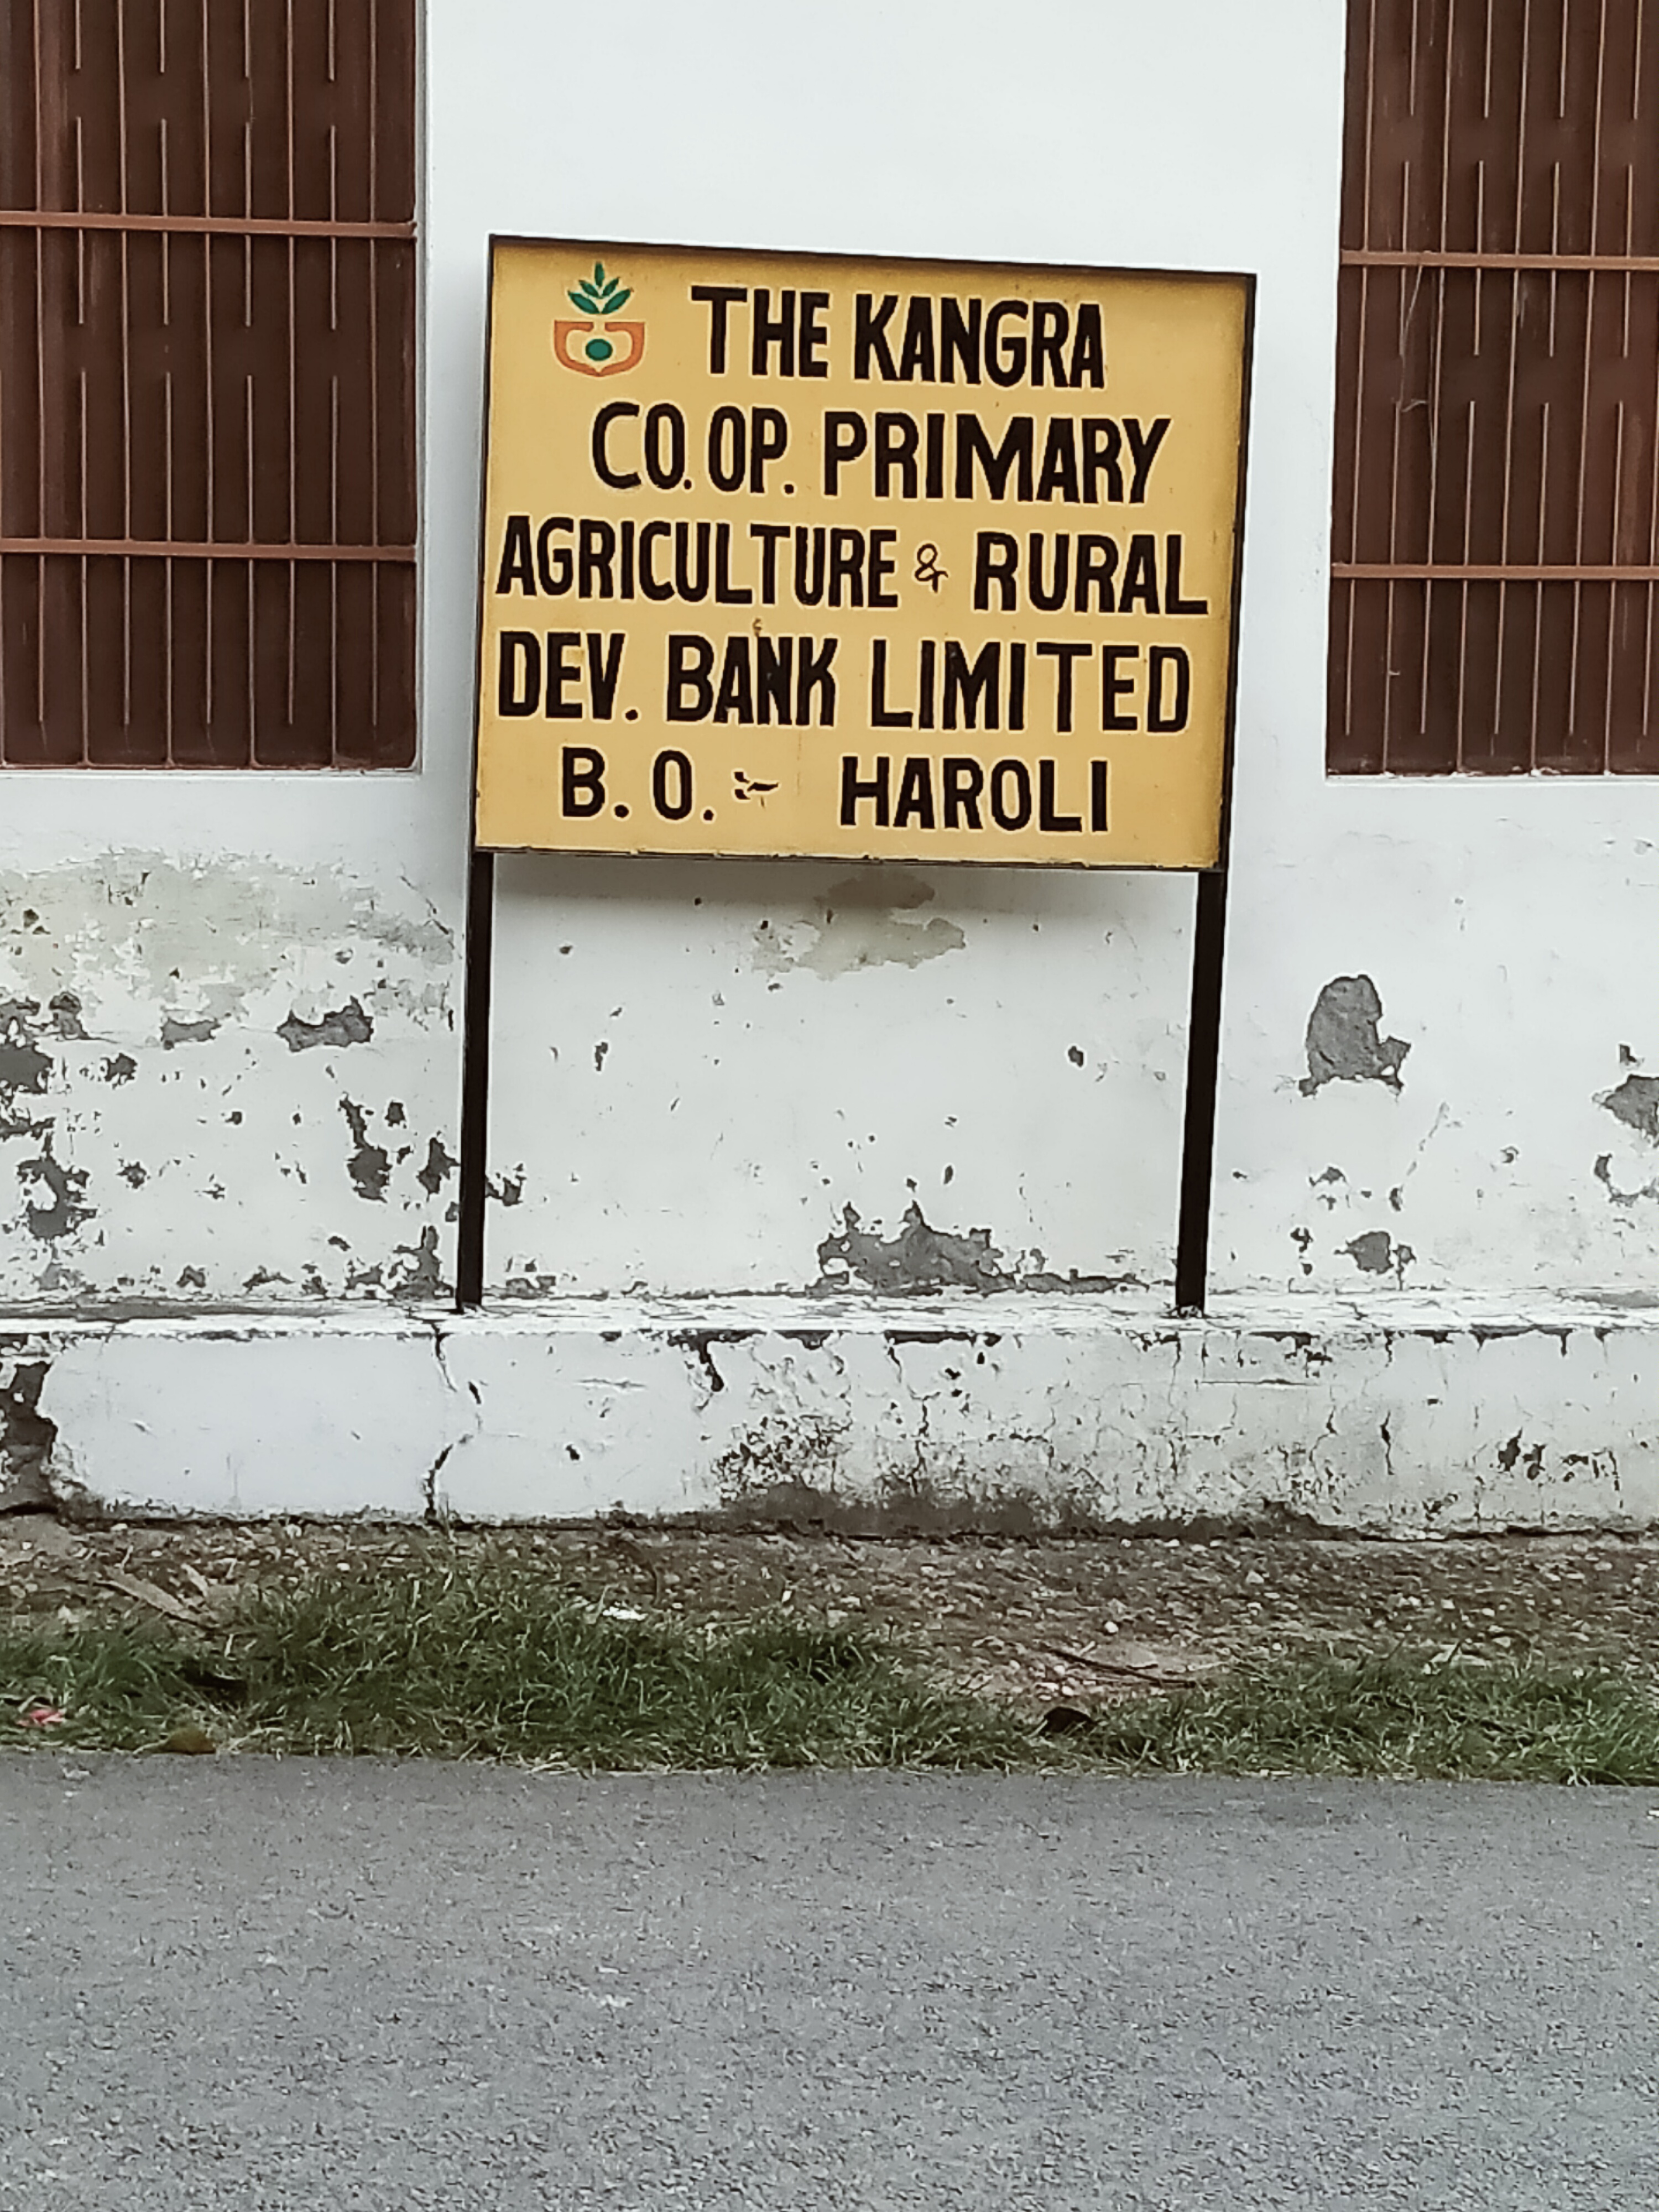 THE KANGRA
CO.OP. PRIMARY
AGRICULTURE & RURAL
DEV. BANK LIMITED
B.O. :- HAROLI